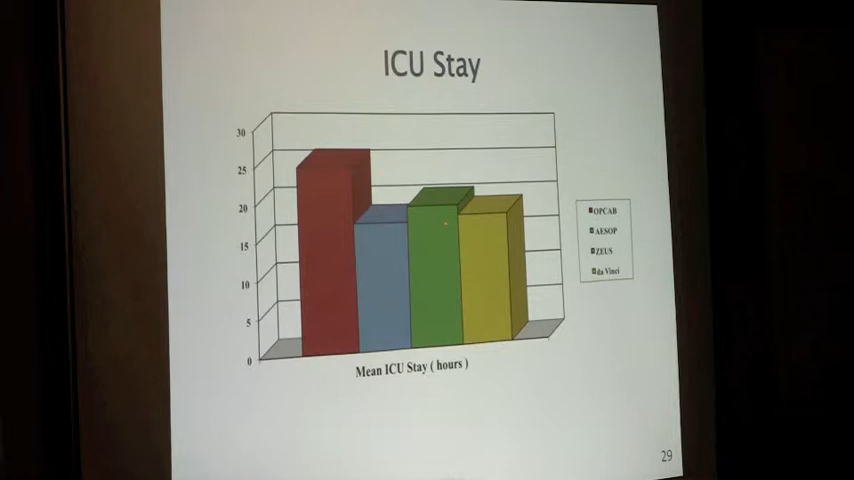 ICU Stay
30
25
20
15
10
5
0
OPCAB
AESOP
ZEUS
da Vinci
Mean ICU Stay ( hours )
29